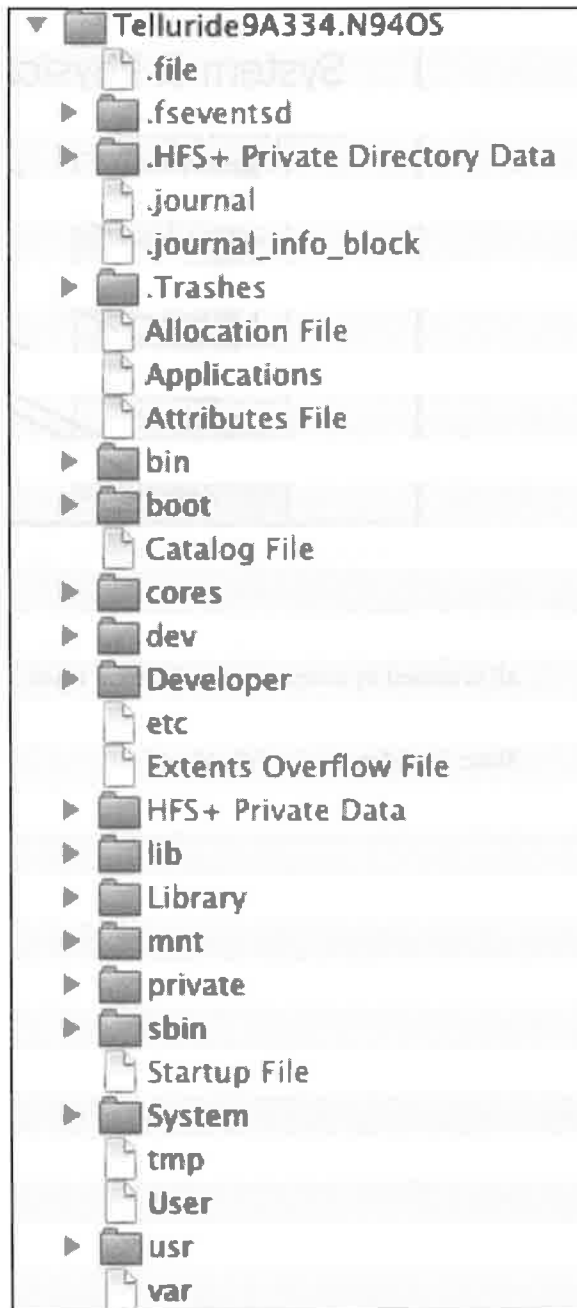 Telluride9A334.N94OS
.file
.fseventsd
.HFS+ Private Directory Data
.journal
.journal_info_block
.Trashes
Allocation File
Applications
Attributes File
bin
boot
Catalog File
cores
dev
Developer
etc
Extents Overflow File
HFS+ Private Data
lib
Library
mnt
private
sbin
Startup File
System
tmp
User
usr
var